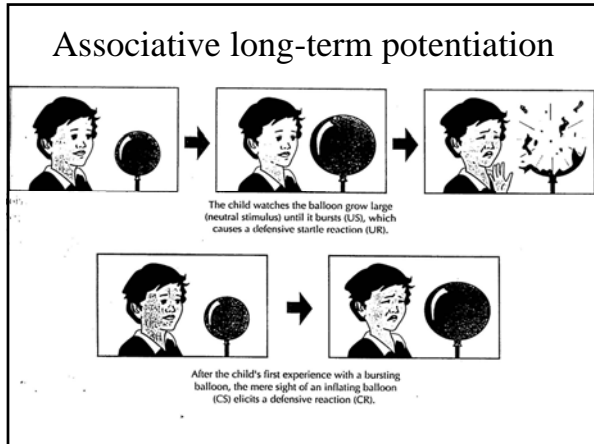 Associative long-term potentiation
The child watches the balloon grow large
(neutral stimulus) until it bursts (US), which
causes a defensive startle reaction (UR).
After the child's first experience with a bursting
balloon, the mere sight of an inflating balloon
(CS) elicits a defensive reaction (CR).